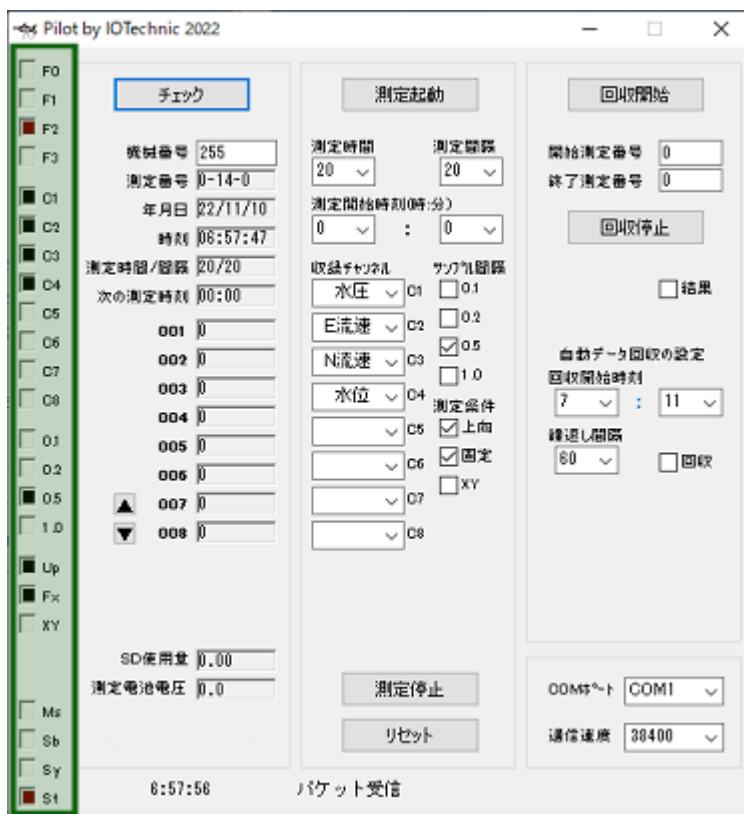 Pilot by IOTechnic 2022
F0
F1
F2
F3
C1
C2
C3
C4
C5
C6
C7
C8
0.1
0.2
0.5
1.0
Up
Fx
XY
Ms
Sb
Sy
St
チェック
機械番号 255
測定番号 0-14-0
年月日 22/11/10
時刻 06:57:47
測定時間/間隔 20/20
次の測定時刻 00:00
001 0
002 0
003 0
004 0
005 0
006 0
▲ 007 0
▼ 008 0
SD使用量 0.00
測定電池電圧 0.0
6:57:56
測定起動
測定時間 測定間隔
20 20
測定開始時刻(時:分)
0 : 0
収録チャンネル サンプル間隔
水圧 C1 0.1
E流速 C2 0.2
N流速 C3 0.5
水位 C4 1.0
測定条件
C5 上向
C6 固定
C7 XY
C8
測定停止
リセット
パケット受信
回収開始
開始測定番号 0
終了測定番号 0
回収停止
結果
自動データ回収の設定
回収開始時刻
7 : 11
繰返し間隔
60 回収
COMポート COM1
通信速度 38400